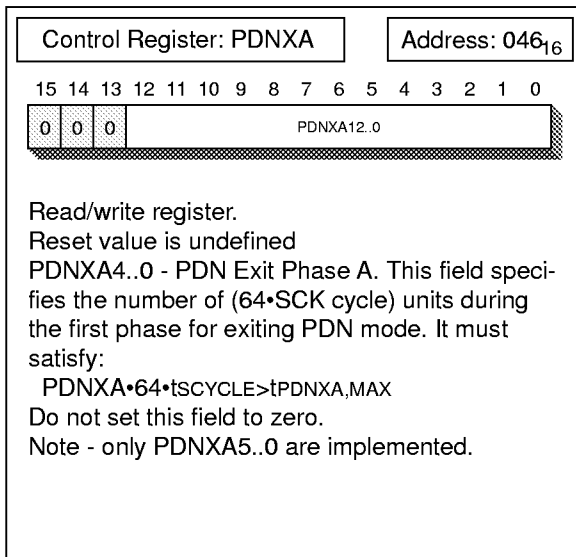 Control Register: PDNXA
Address: 046₁₆
15 14 13 12 11 10 9 8 7 6 5 4 3 2 1 0
0 0 0 PDNXA12..0
Read/write register.
Reset value is undefined
PDNXA4..0 - PDN Exit Phase A. This field speci-
fies the number of (64•SCK cycle) units during
the first phase for exiting PDN mode. It must
satisfy:
PDNXA•64•tSCYCLE>tPDNXA,MAX
Do not set this field to zero.
Note - only PDNXA5..0 are implemented.